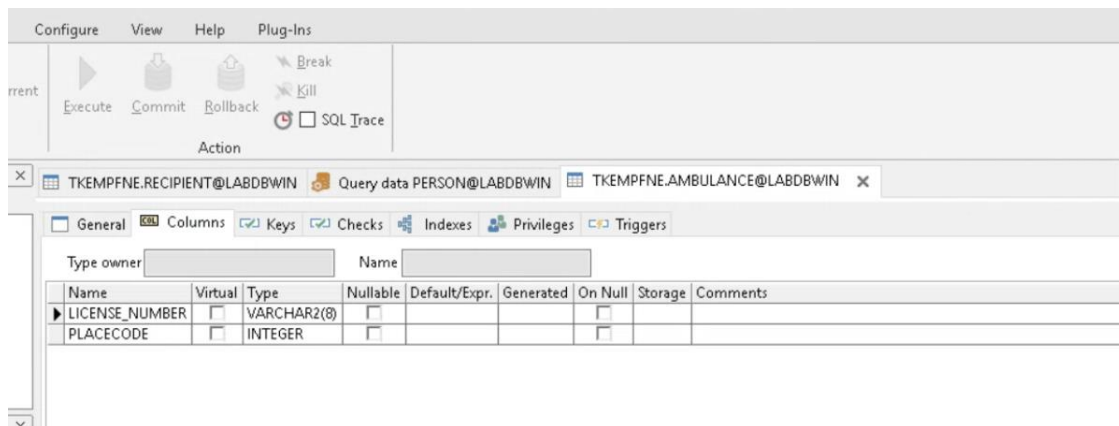 Configure View Help Plug-Ins
rrent
Execute Commit Rollback
Break
Kill
SQL Trace
Action
TKEMPFNE.RECIPIENT@LABDBWIN Query data PERSON@LABDBWIN TKEMPFNE.AMBULANCE@LABDBWIN
General COL Columns Keys Checks Indexes Privileges Triggers
Type owner Name
Name Virtual Type Nullable Default/Expr. Generated On Null Storage Comments
LICENSE_NUMBER VARCHAR2(8)
PLACECODE INTEGER